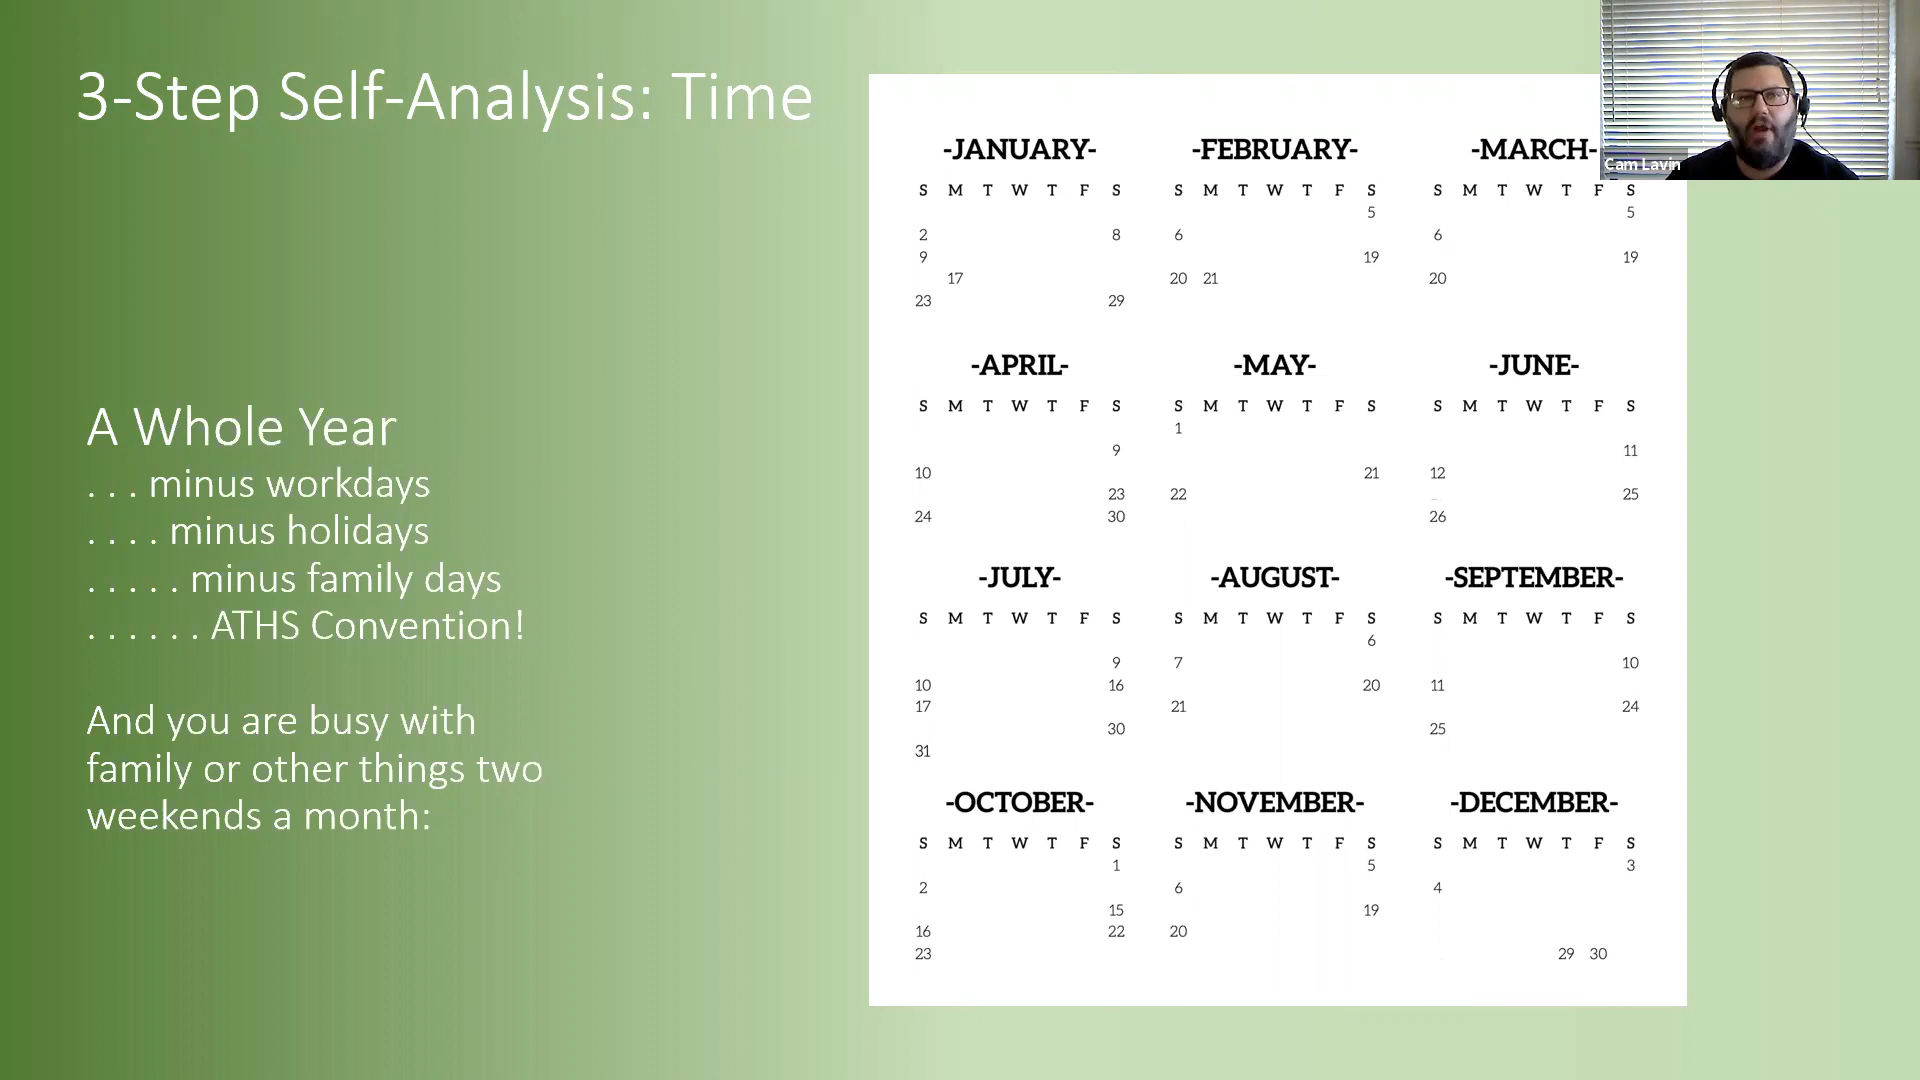 3-Step Self-Analysis: Time
A Whole Year
. . . minus workdays
. . . . minus holidays
. . . . . minus family days
. . . . . . ATHS Convention!
And you are busy with
family or other things two
weekends a month:
Cam Lavin
-JANUARY- -FEBRUARY- -MARCH-
S M T W T F S S M T W T F S S M T W T F S
5 5
2 8 6 6
9 19 19
17 20 21 20
23 29
-APRIL- -MAY- -JUNE-
S M T W T F S S M T W T F S S M T W T F S
1
9 11
10 21 12
23 22 25
24 30 26
-JULY- -AUGUST- -SEPTEMBER-
S M T W T F S S M T W T F S S M T W T F S
6
9 7 10
10 16 20 11
17 21 24
30 25
31
-OCTOBER- -NOVEMBER- -DECEMBER-
S M T W T F S S M T W T F S S M T W T F S
1 5 3
2 6 4
15 19
16 22 20
23 29 30